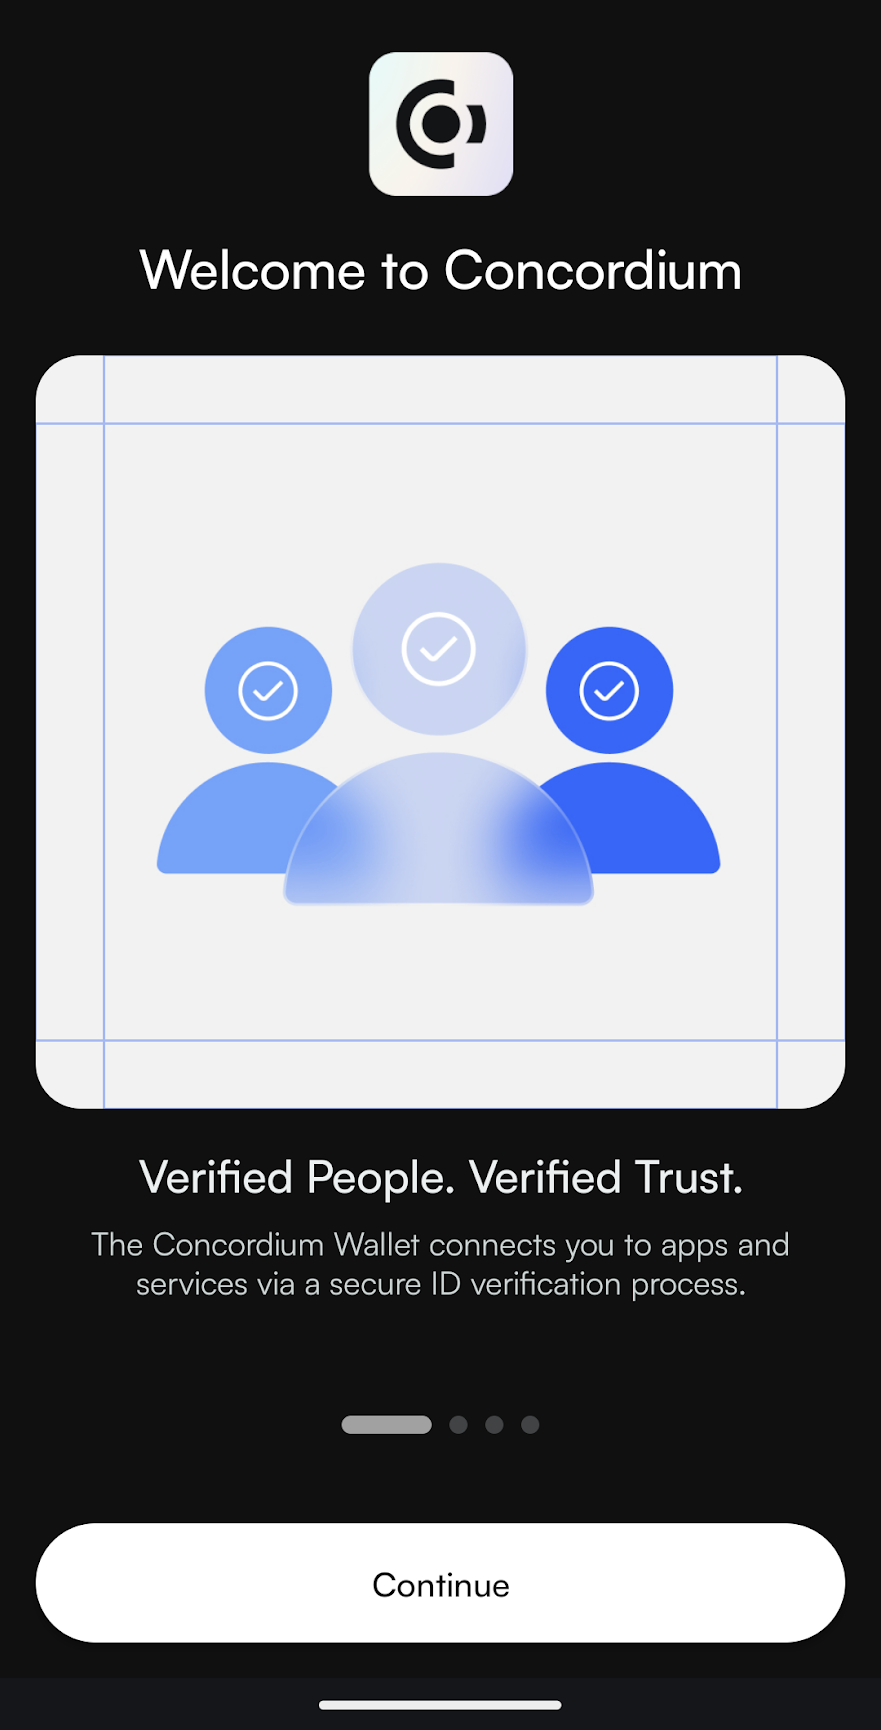 Welcome to Concordium
Verified People. Verified Trust.
The Concordium Wallet connects you to apps and
services via a secure ID verification process.
Continue